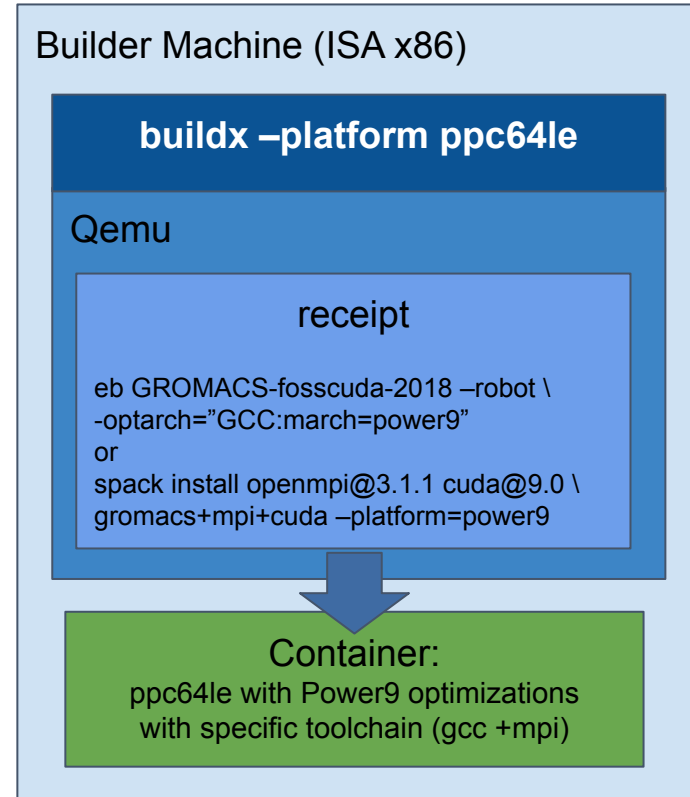 Builder Machine (ISA x86)
buildx –platform ppc64le
Qemu
receipt
eb GROMACS-fosscuda-2018 –robot \
-optarch=”GCC:march=power9”
or
spack install openmpi@3.1.1 cuda@9.0 \
gromacs+mpi+cuda –platform=power9
Container:
ppc64le with Power9 optimizations
with specific toolchain (gcc +mpi)